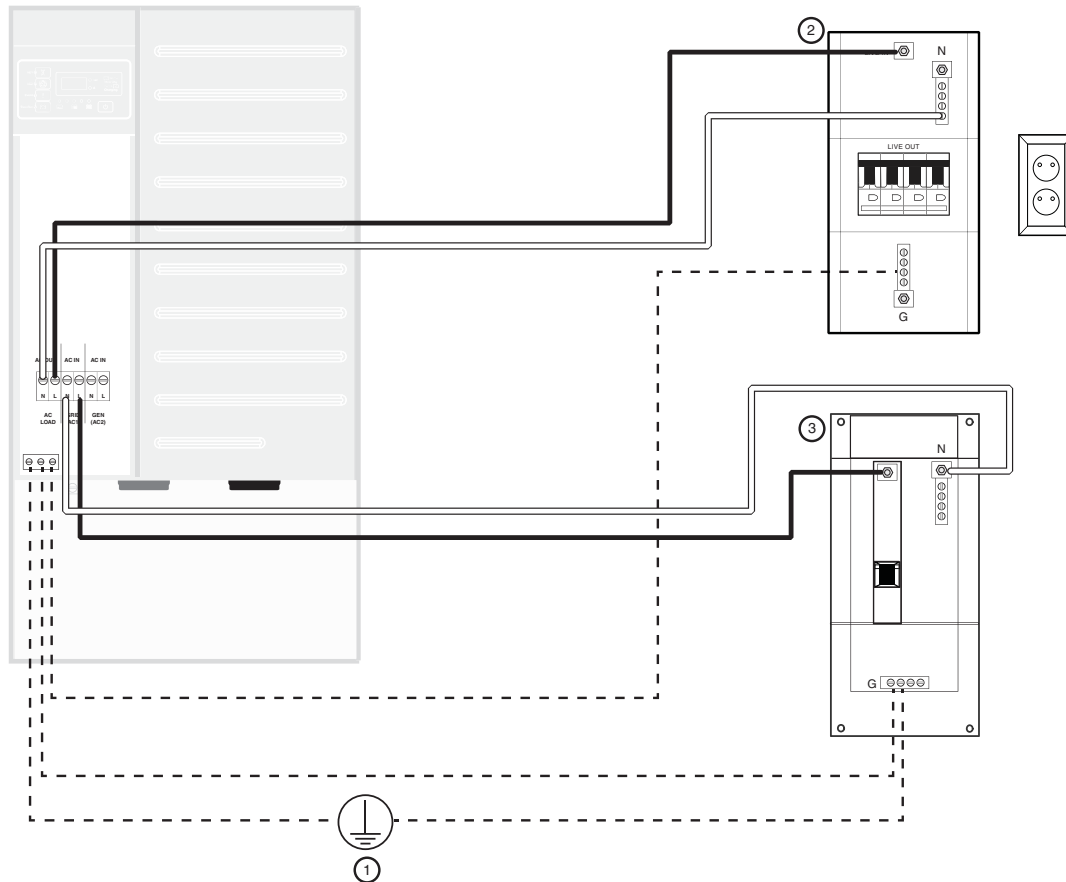 2
N
LIVE OUT
G
AC IN
AC IN
N L N L N L
AC
LOAD
GEN
(AC2)
3
N
G
1